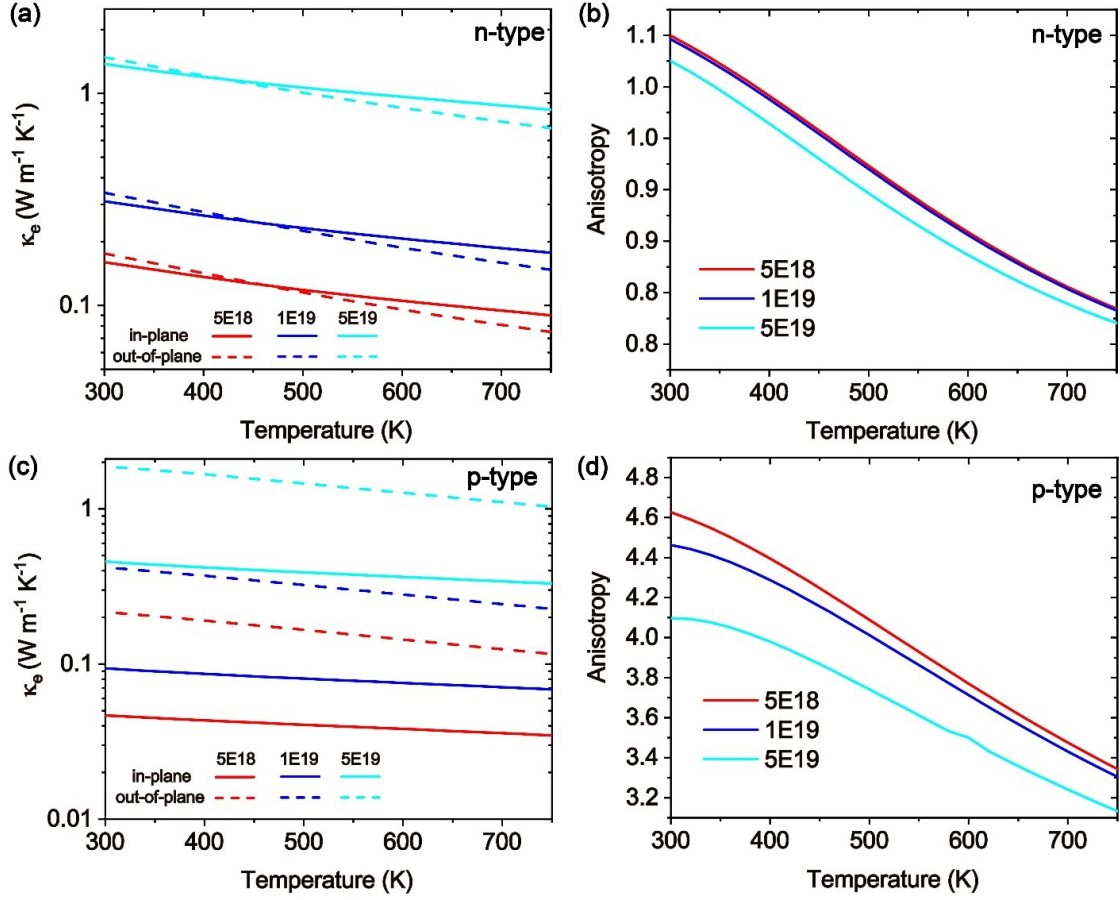 (a)
n-type
κe (W m⁻¹ K⁻¹)
1
0.1
5E18 1E19 5E19
in-plane
out-of-plane
300 400 500 600 700
Temperature (K)
(b)
n-type
Anisotropy
1.1
1.0
1.0
0.9
0.9
0.8
0.8
5E18
1E19
5E19
300 400 500 600 700
Temperature (K)
(c)
p-type
κe (W m⁻¹ K⁻¹)
1
0.1
0.01
5E18 1E19 5E19
in-plane
out-of-plane
300 400 500 600 700
Temperature (K)
(d)
p-type
Anisotropy
4.8
4.6
4.4
4.2
4.0
3.8
3.6
3.4
3.2
5E18
1E19
5E19
300 400 500 600 700
Temperature (K)